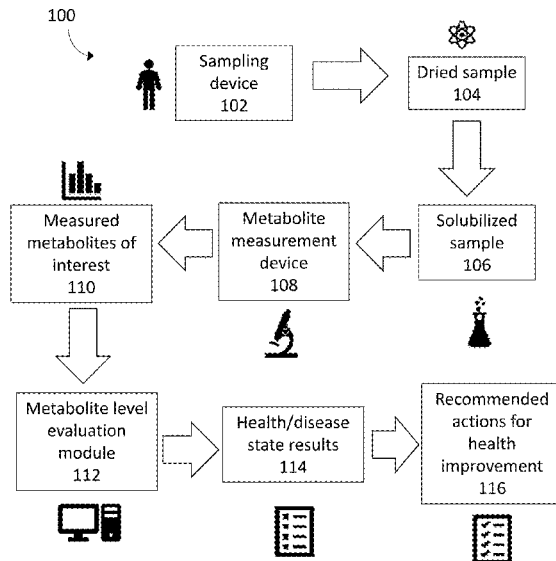 100
Sampling
device
102
Dried sample
104
Solubilized
sample
106
Metabolite
measurement
device
108
Measured
metabolites of
interest
110
Metabolite level
evaluation
module
112
Health/disease
state results
114
Recommended
actions for
health
improvement
116